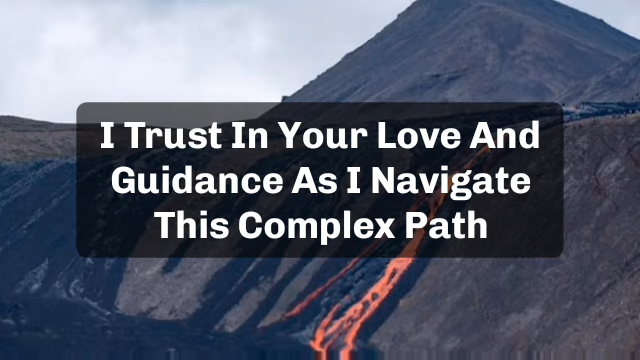 I Trust In Your Love And
Guidance As I Navigate
This Complex Path